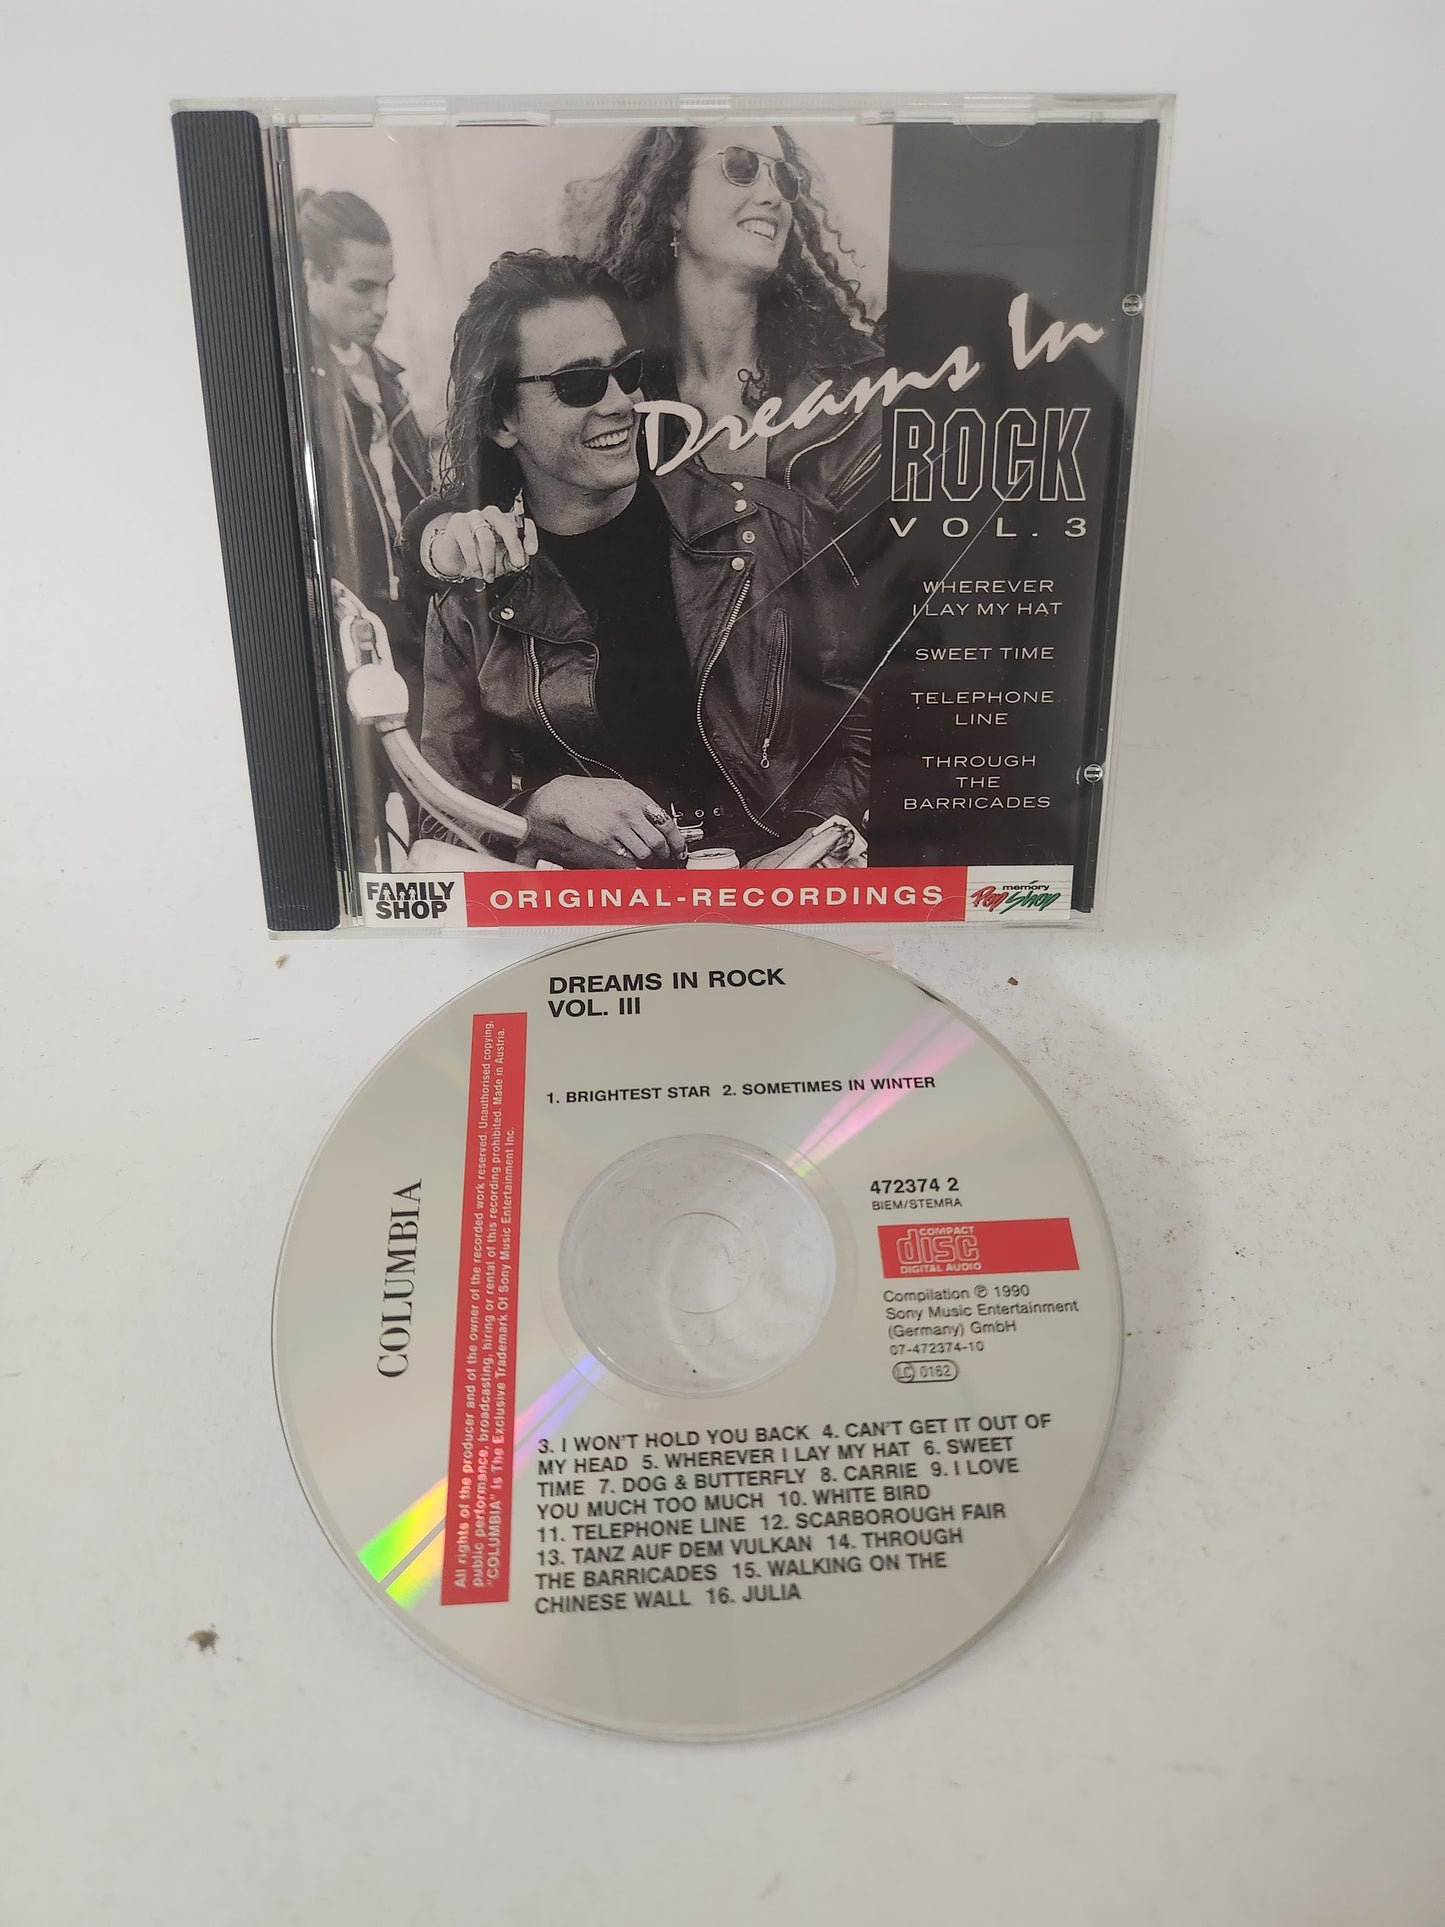 Dreams In
ROCK
VOL. 3
WHEREVER
I LAY MY HAT
SWEET TIME
TELEPHONE
LINE
THROUGH
THE
BARRICADES
FAMILY
SHOP
ORIGINAL-RECORDINGS
memory
Pop Shop
DREAMS IN ROCK
VOL. III
1. BRIGHTEST STAR 2. SOMETIMES IN WINTER
COLUMBIA
All rights of the producer and of the owner of the recorded work reserved. Unauthorised copying,
public performance, broadcasting, hiring or rental of this recording prohibited. Made in Austria.
"COLUMBIA" Is The Exclusive Trademark Of Sony Music Entertainment Inc.
472374 2
BIEM/STEMRA
COMPACT
disc
DIGITAL AUDIO
Compilation ℗ 1990
Sony Music Entertainment
(Germany) GmbH
07-472374-10
LC 0162
3. I WON'T HOLD YOU BACK 4. CAN'T GET IT OUT OF
MY HEAD 5. WHEREVER I LAY MY HAT 6. SWEET
TIME 7. DOG & BUTTERFLY 8. CARRIE 9. I LOVE
YOU MUCH TOO MUCH 10. WHITE BIRD
11. TELEPHONE LINE 12. SCARBOROUGH FAIR
13. TANZ AUF DEM VULKAN 14. THROUGH
THE BARRICADES 15. WALKING ON THE
CHINESE WALL 16. JULIA